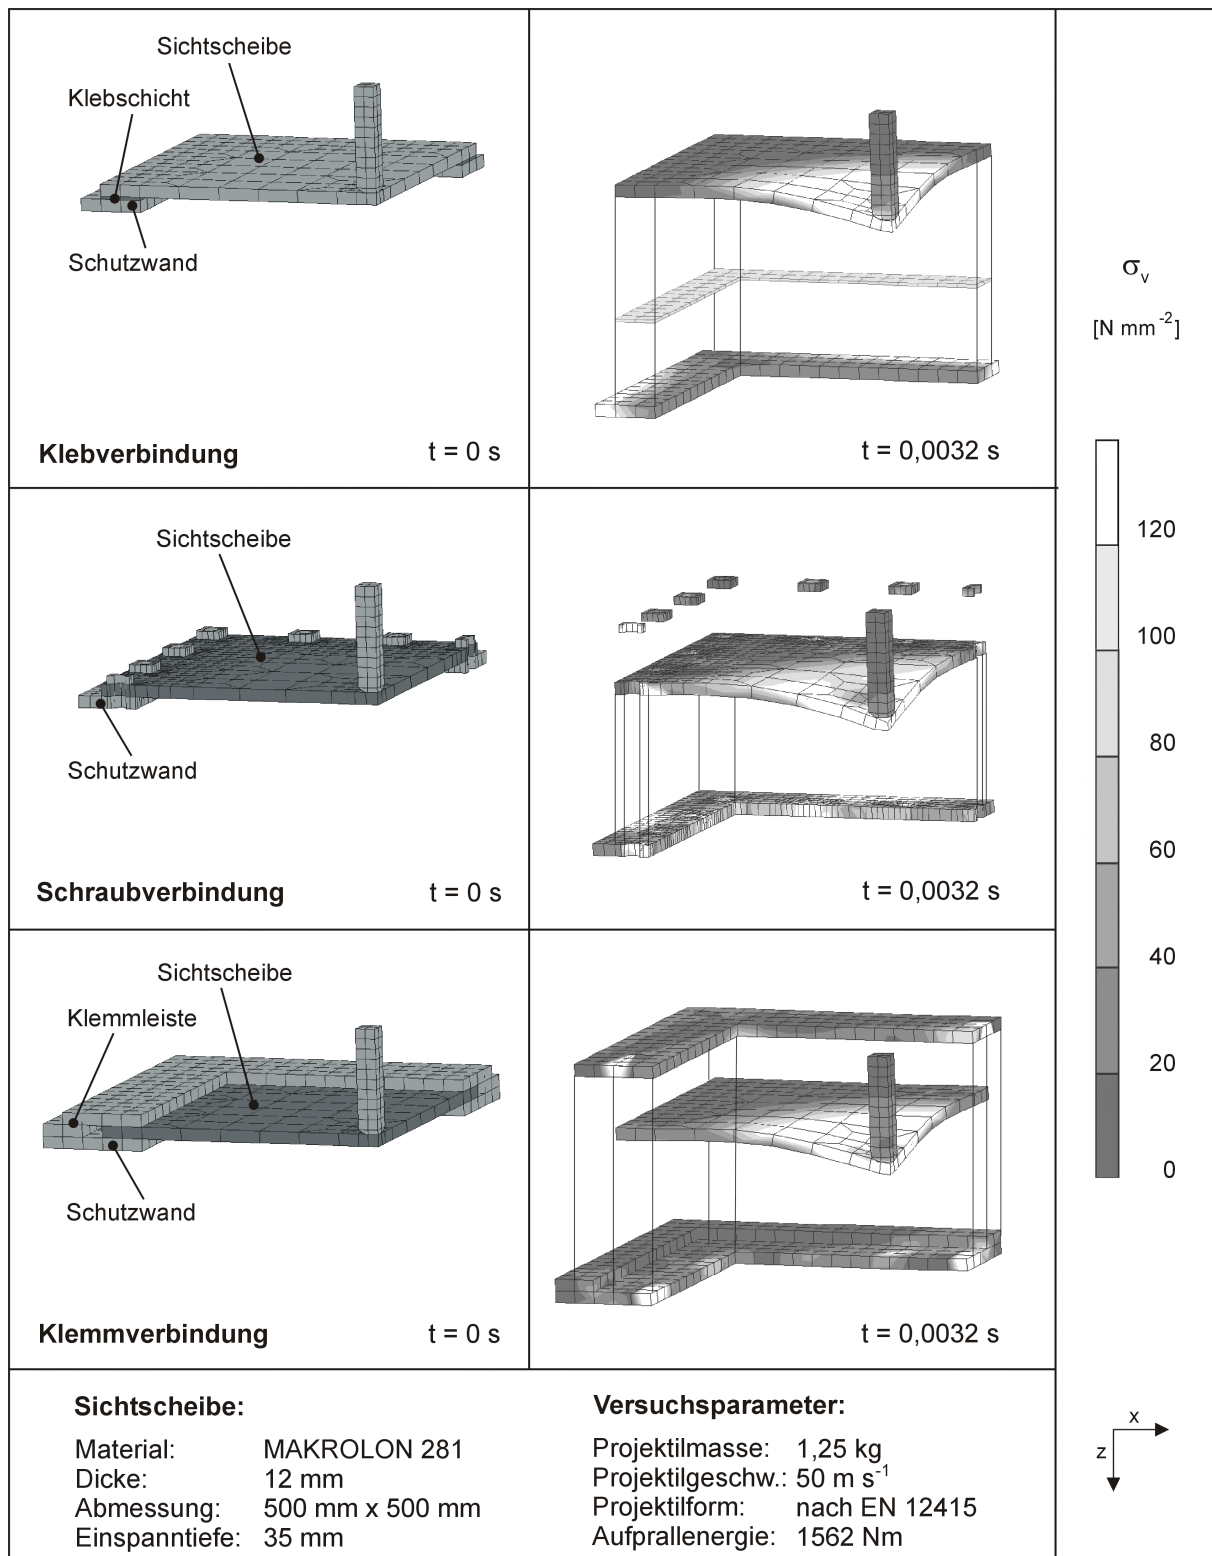 Sichtscheibe
Klebschicht
Schutzwand
Klebverbindung t = 0 s
t = 0,0032 s
Sichtscheibe
Schutzwand
Schraubverbindung t = 0 s
t = 0,0032 s
Sichtscheibe
Klemmleiste
Schutzwand
Klemmverbindung t = 0 s
t = 0,0032 s
σv
[N mm-2]
120
100
80
60
40
20
0
Sichtscheibe:
Material: MAKROLON 281
Dicke: 12 mm
Abmessung: 500 mm x 500 mm
Einspanntiefe: 35 mm
Versuchsparameter:
Projektilmasse: 1,25 kg
Projektilgeschw.: 50 m s-1
Projektilform: nach EN 12415
Aufprallenergie: 1562 Nm
x
z